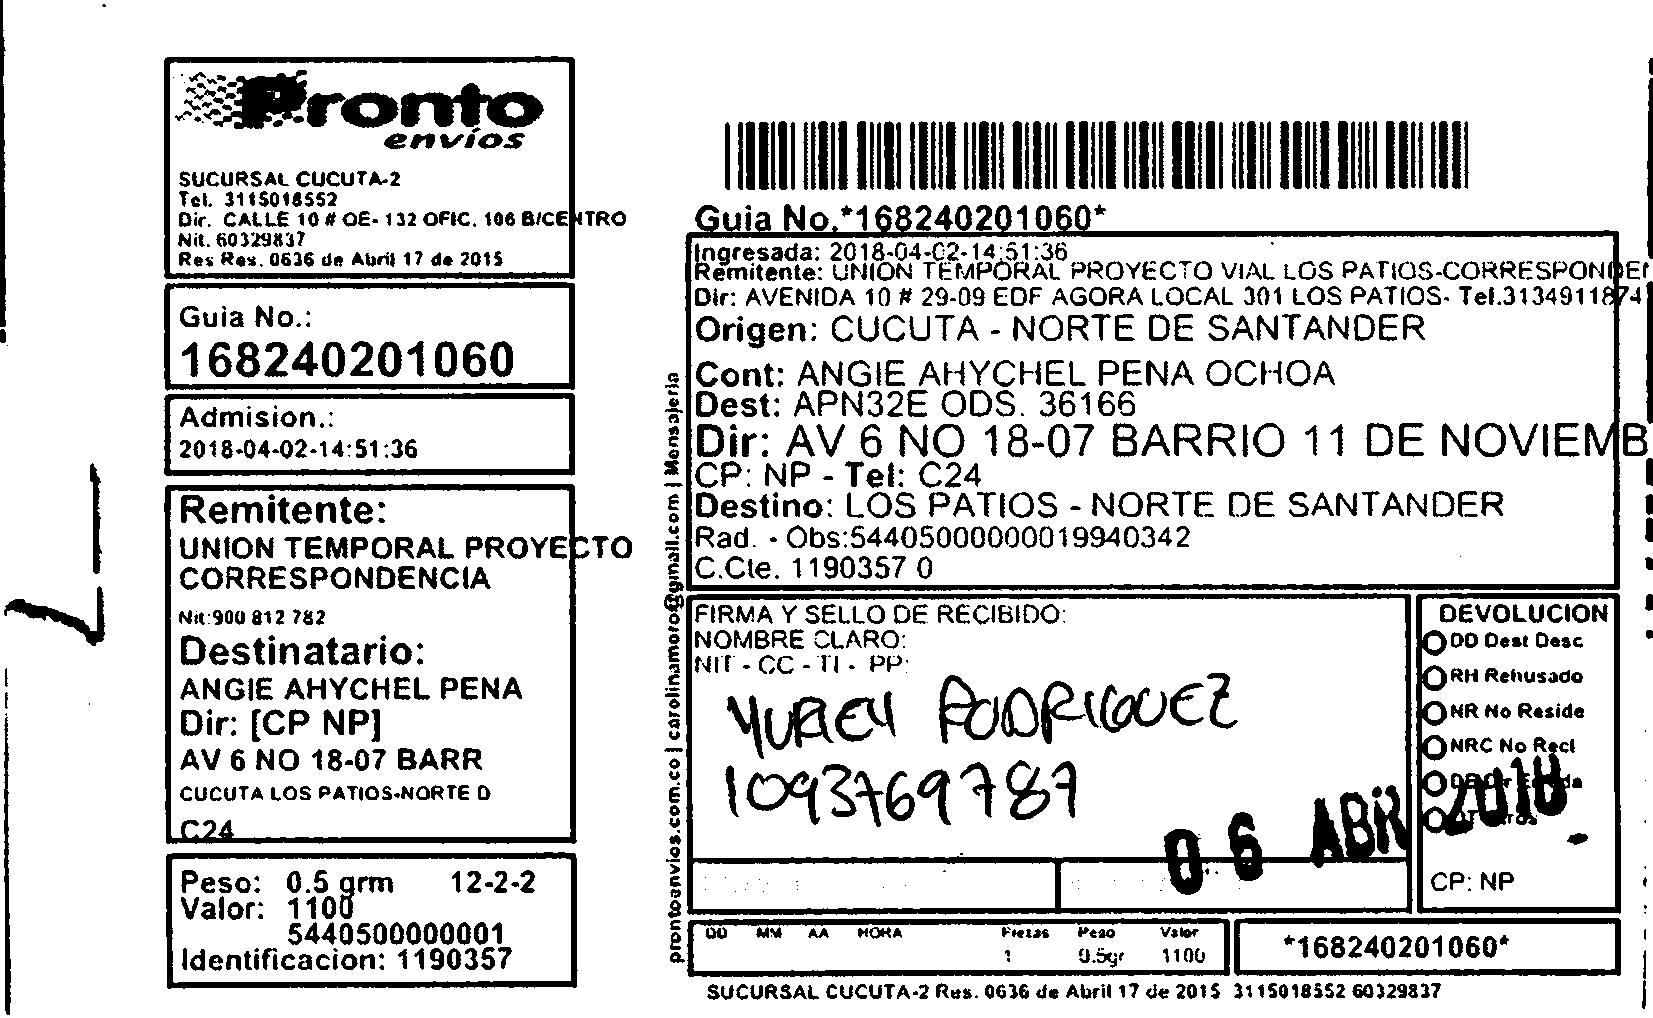 Pronto
envíos
SUCURSAL CUCUTA-2
Tel. 3115018552
Dir. CALLE 10 # OE- 132 OFIC. 106 B/CENTRO
Nit. 60329837
Res Res. 0636 de Abril 17 de 2015
Guia No.:
168240201060
Admision.:
2018-04-02-14:51:36
Remitente:
UNION TEMPORAL PROYECTO
CORRESPONDENCIA
Nit:900 812 782
Destinatario:
ANGIE AHYCHEL PENA
Dir: [CP NP]
AV 6 NO 18-07 BARR
CUCUTA LOS PATIOS-NORTE D
C24
Peso: 0.5 grm 12-2-2
Valor: 1100
5440500000001
Identificacion: 1190357
prontoenvios.com.co | carolinamoro@gmail.com | Mensajeria
Guia No.*168240201060*
Ingresada: 2018-04-02-14:51:36
Remitente: UNION TEMPORAL PROYECTO VIAL LOS PATIOS-CORRESPONDEN
Dir: AVENIDA 10 # 29-09 EDF AGORA LOCAL 301 LOS PATIOS- Tel.3134911874
Origen: CUCUTA - NORTE DE SANTANDER
Cont: ANGIE AHYCHEL PENA OCHOA
Dest: APN32E ODS. 36166
Dir: AV 6 NO 18-07 BARRIO 11 DE NOVIEMB
CP: NP - Tel: C24
Destino: LOS PATIOS - NORTE DE SANTANDER
Rad. - Obs:54405000000019940342
C.Cte. 1190357 0
FIRMA Y SELLO DE RECIBIDO:
NOMBRE CLARO:
NIT - CC - TI - PP:
YURLEY RODRIGUEZ
1093769787
06 ABR 2018
DEVOLUCION
DD Dest Desc
RH Rehusado
NR No Reside
NRC No Recl
CP: NP
DD MM AA HORA Piezas Peso Valor
1 0.5gr 1100
*168240201060*
SUCURSAL CUCUTA-2 Res. 0636 de Abril 17 de 2015 3115018552 60329837